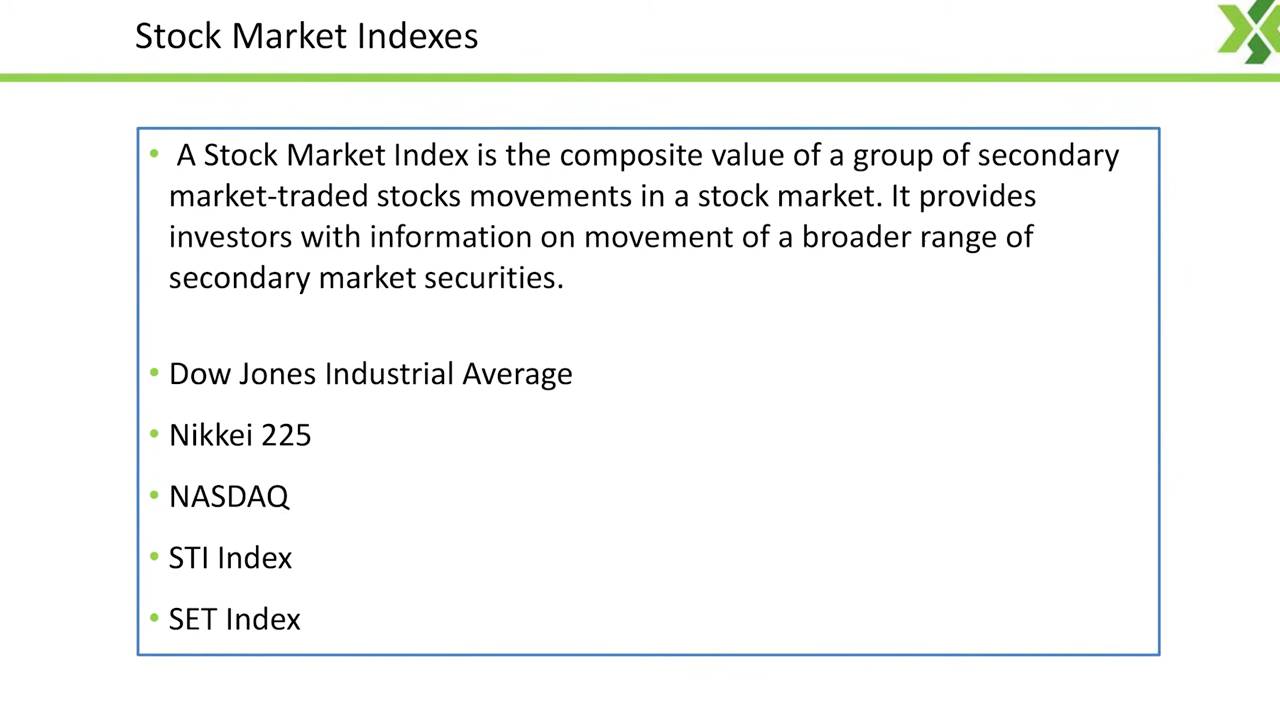 Stock Market Indexes
• A Stock Market Index is the composite value of a group of secondary
market-traded stocks movements in a stock market. It provides
investors with information on movement of a broader range of
secondary market securities.
• Dow Jones Industrial Average
• Nikkei 225
• NASDAQ
• STI Index
• SET Index